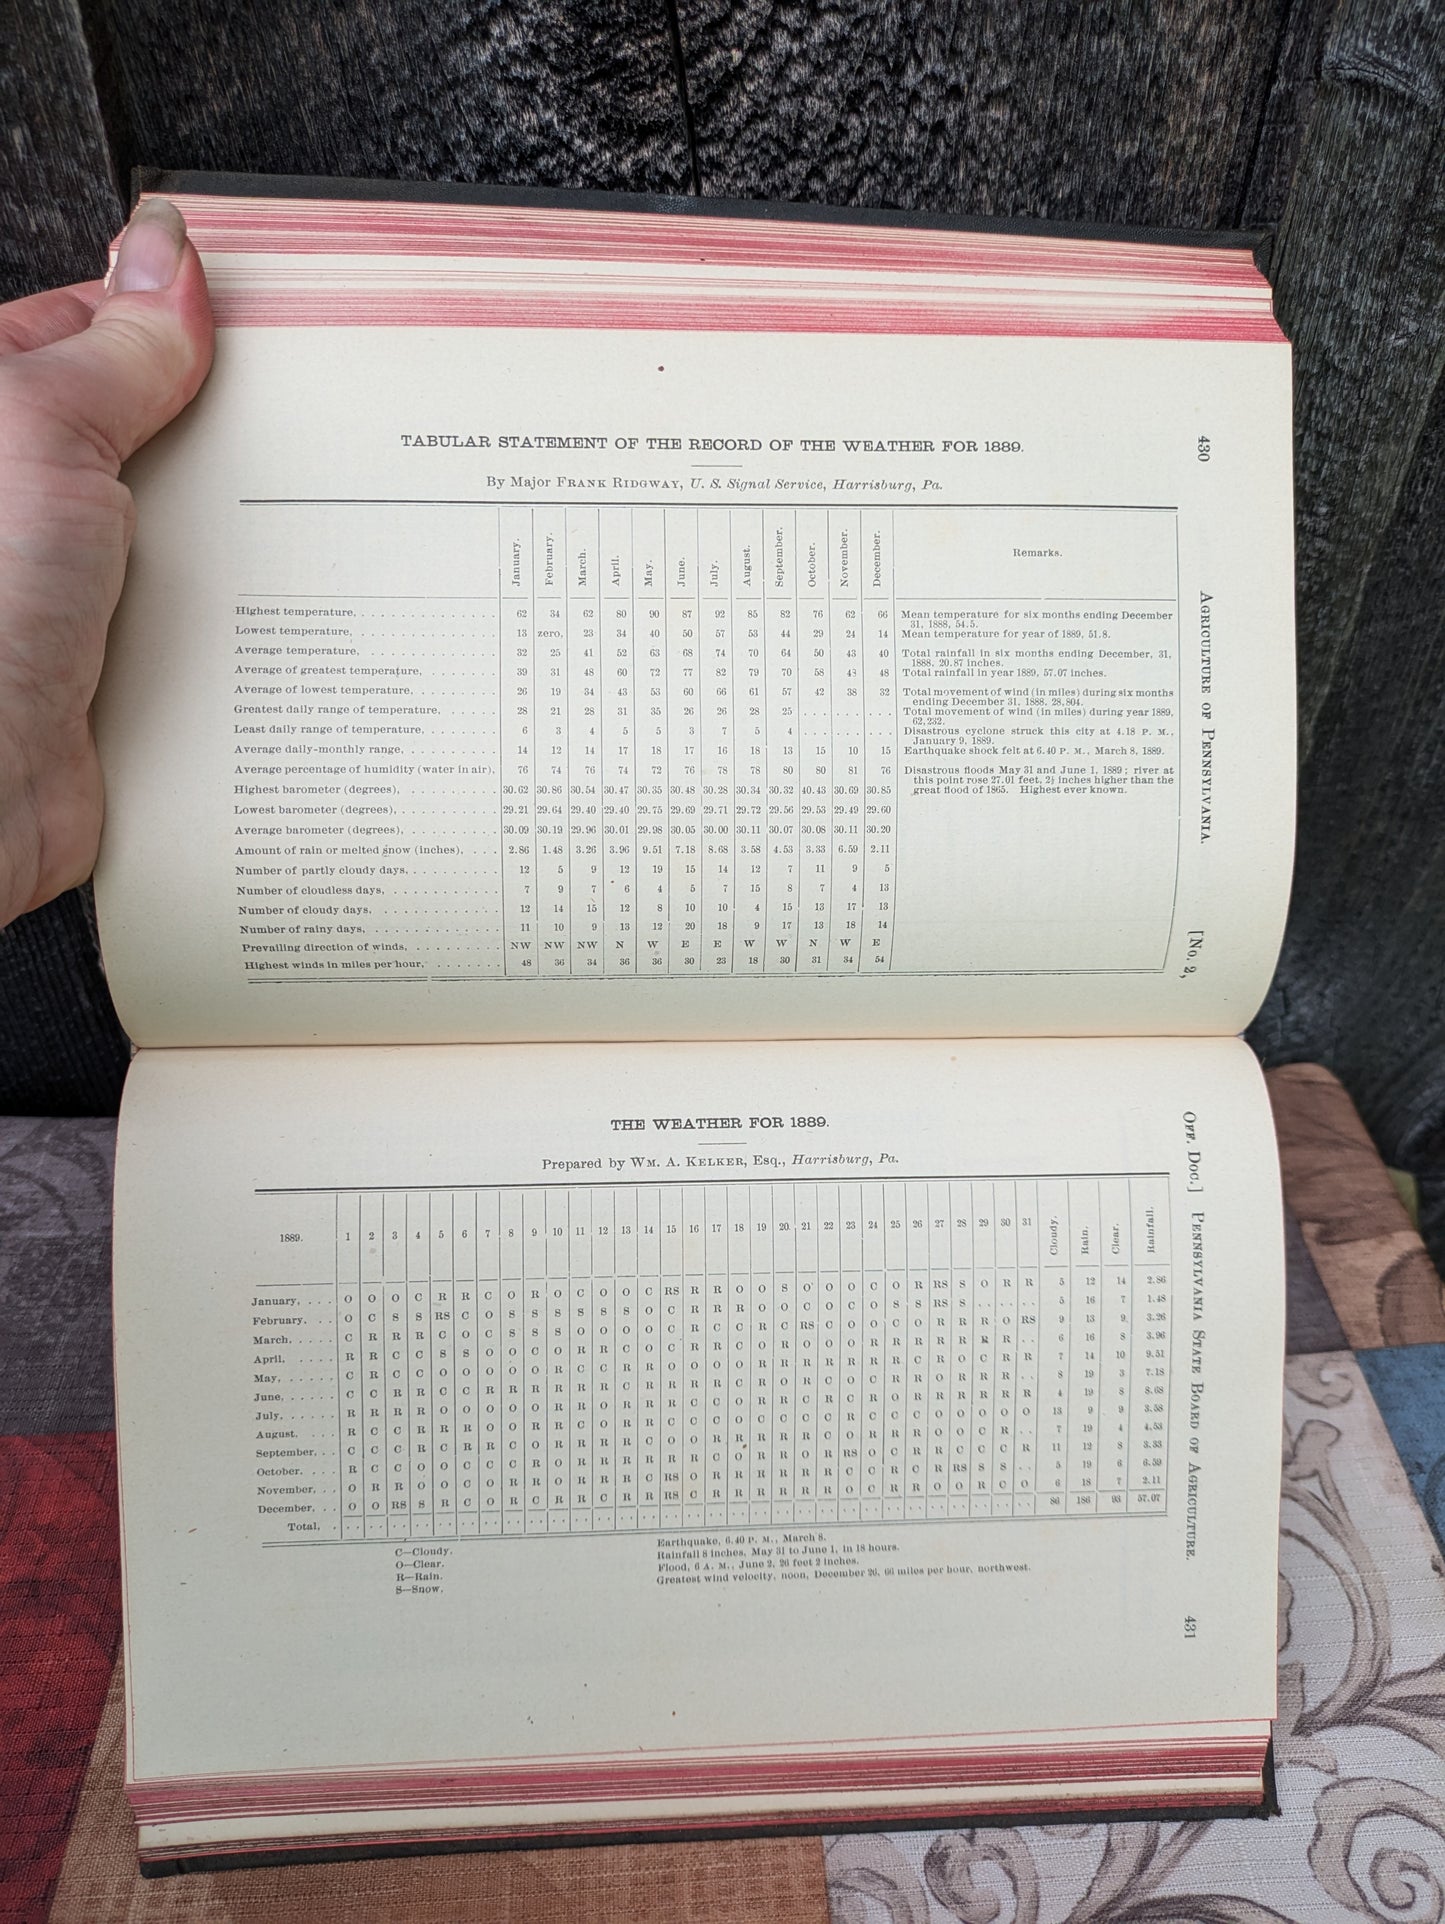 430
AGRICULTURE OF PENNSYLVANIA.
[No. 2,
TABULAR STATEMENT OF THE RECORD OF THE WEATHER FOR 1889.
By Major FRANK RIDGWAY, U. S. Signal Service, Harrisburg, Pa.
January. February. March. April. May. June. July. August. September. October. November. December. Remarks.
Highest temperature, 62 34 62 80 90 87 92 85 82 76 62 66
Lowest temperature, 13 zero, 23 34 40 50 57 53 44 29 24 14
Average temperature, 32 25 41 52 63 68 74 70 64 50 43 40
Average of greatest temperature, 39 31 48 60 72 77 82 79 70 58 43 48
Average of lowest temperature, 26 19 34 43 53 60 66 61 57 42 38 32
Greatest daily range of temperature, 28 21 28 31 35 26 26 28 25 . . . . . . . . .
Least daily range of temperature, 6 3 4 5 5 3 7 5 4 . . . . . . . . .
Average daily-monthly range, 14 12 14 17 18 17 16 18 13 15 10 15
Average percentage of humidity (water in air), 76 74 76 74 72 76 78 78 80 80 81 76
Highest barometer (degrees), 30.62 30.86 30.54 30.47 30.35 30.48 30.28 30.34 30.32 40.43 30.69 30.85
Lowest barometer (degrees), 29.21 29.64 29.40 29.40 29.75 29.69 29.71 29.72 29.56 29.53 29.49 29.60
Average barometer (degrees), 30.09 30.19 29.96 30.01 29.98 30.05 30.00 30.11 30.07 30.08 30.11 30.20
Amount of rain or melted snow (inches), 2.86 1.48 3.26 3.96 9.51 7.18 8.68 3.58 4.53 3.33 6.59 2.11
Number of partly cloudy days, 12 5 9 12 19 15 14 12 7 11 9 5
Number of cloudless days, 7 9 7 6 4 5 7 15 8 7 4 13
Number of cloudy days, 12 14 15 12 8 10 10 4 15 13 17 13
Number of rainy days, 11 10 9 13 12 20 18 9 17 13 18 14
Prevailing direction of winds, NW NW NW N W E E W W N W E
Highest winds in miles per hour, 48 36 34 36 36 30 23 18 30 31 34 54
Mean temperature for six months ending December
31, 1888, 54.5.
Mean temperature for year of 1889, 51.8.
Total rainfall in six months ending December, 31,
1888, 20.87 inches.
Total rainfall in year 1889, 57.07 inches.
Total movement of wind (in miles) during six months
ending December 31, 1888, 28,804.
Total movement of wind (in miles) during year 1889,
62,232.
Disastrous cyclone struck this city at 4.18 P. M.,
January 9, 1889.
Earthquake shock felt at 6.40 P. M., March 8, 1889.
Disastrous floods May 31 and June 1, 1889; river at
this point rose 27.01 feet, 2½ inches higher than the
great flood of 1865. Highest ever known.
OFF. DOC.] PENNSYLVANIA STATE BOARD OF AGRICULTURE.
431
THE WEATHER FOR 1889.
Prepared by WM. A. KELKER, Esq., Harrisburg, Pa.
1889. 1 2 3 4 5 6 7 8 9 10 11 12 13 14 15 16 17 18 19 20 21 22 23 24 25 26 27 28 29 30 31 Cloudy. Rain. Clear. Rainfall.
January, O O O C R R C O R O C O O C RS R R O O S O O O C O R RS S O R R 5 12 14 2.86
February. 5 16 7 1.48
March. 9 13 9 3.26
April, 6 16 8 3.96
May, 7 14 10 9.51
June, 8 19 3 7.18
July, 4 19 8 8.68
August. 13 9 9 3.58
September, 7 19 4 4.53
October. 11 12 8 3.33
November, 5 19 6 6.59
December, 6 18 7 2.11
Total, 86 186 93 57.07
C—Cloudy.
O—Clear.
R—Rain.
S—Snow.
Earthquake, 6.40 P. M., March 8.
Rainfall 8 inches, May 31 to June 1, in 18 hours.
Flood, 6 A. M., June 2, 26 feet 2 inches.
Greatest wind velocity, noon, December 26, 66 miles per hour, northwest.